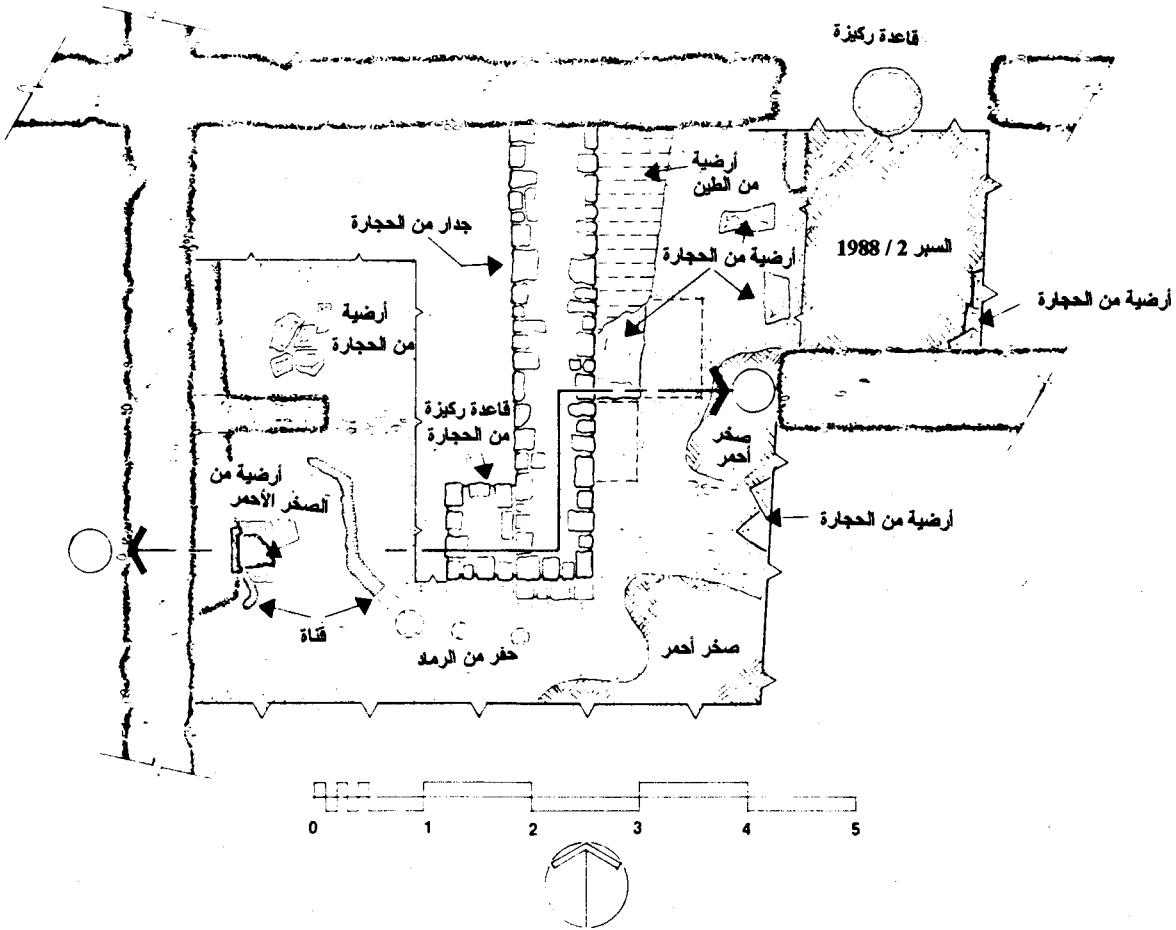 قاعدة ركيزة
أرضية
من الطين
جدار من الحجارة
أرضية من الحجارة
السبر 2 / 1988
أرضية من الحجارة
أرضية
من الحجارة
قاعدة ركيزة
من الحجارة
صخر
أحمر
أرضية من
الصخر الأحمر
أرضية من الحجارة
قناة
حفر من الرماد
صخر أحمر
0 1 2 3 4 5